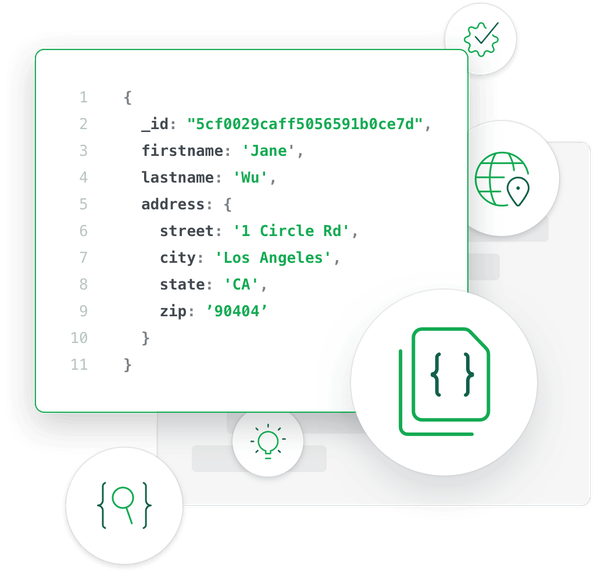 1 {
2 _id: "5cf0029caff5056591b0ce7d",
3 firstname: 'Jane',
4 lastname: 'Wu',
5 address: {
6 street: '1 Circle Rd',
7 city: 'Los Angeles',
8 state: 'CA',
9 zip: ’90404’
10 }
11 }
{ }
{ }